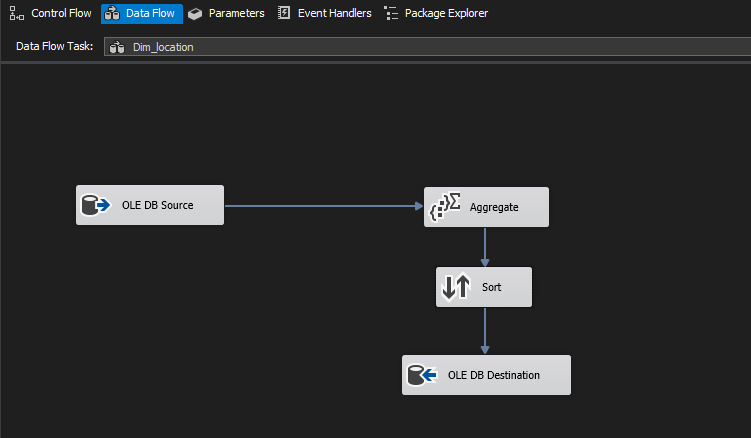 Control Flow
Data Flow
Parameters
Event Handlers
Package Explorer
Data Flow Task:
Dim_location
OLE DB Source
Aggregate
Sort
OLE DB Destination